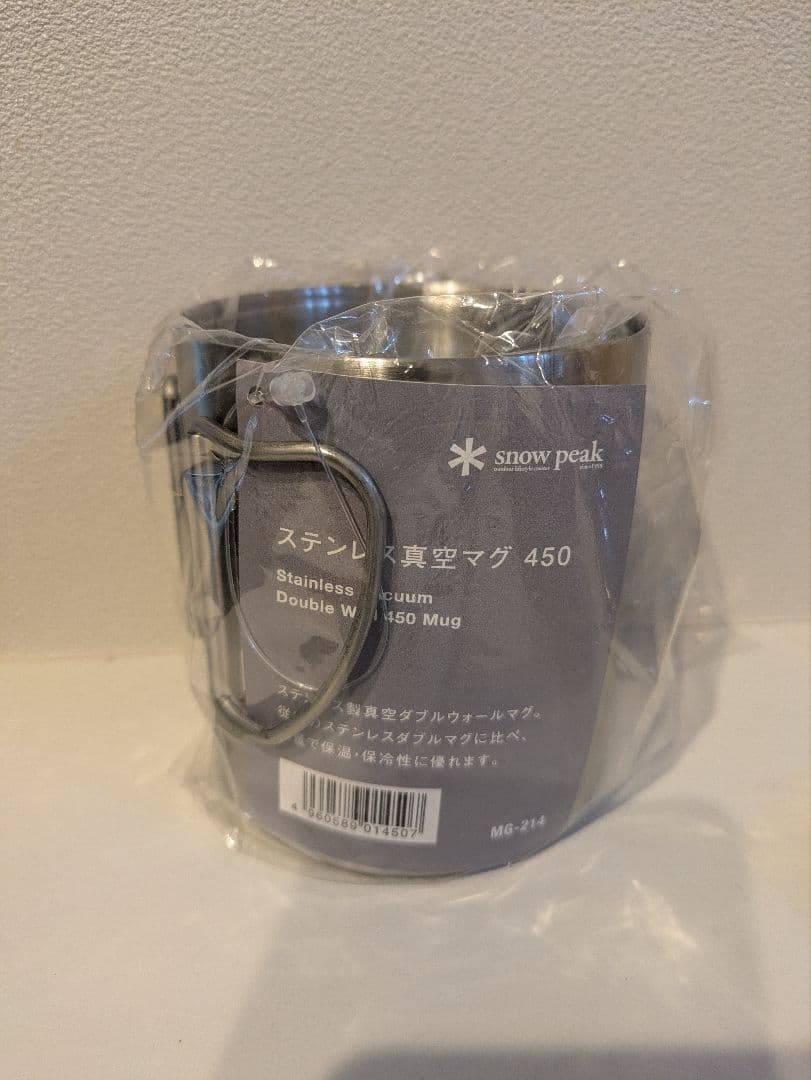 snow peak
ステンレス真空マグ 450
Stainless cuum
Double W 450 Mug
ス製真空ダブルウォールマグ。
のステンレスダブルマグに比べ、
で保温・保冷性に優れます。
4 960589 014507
MG-214